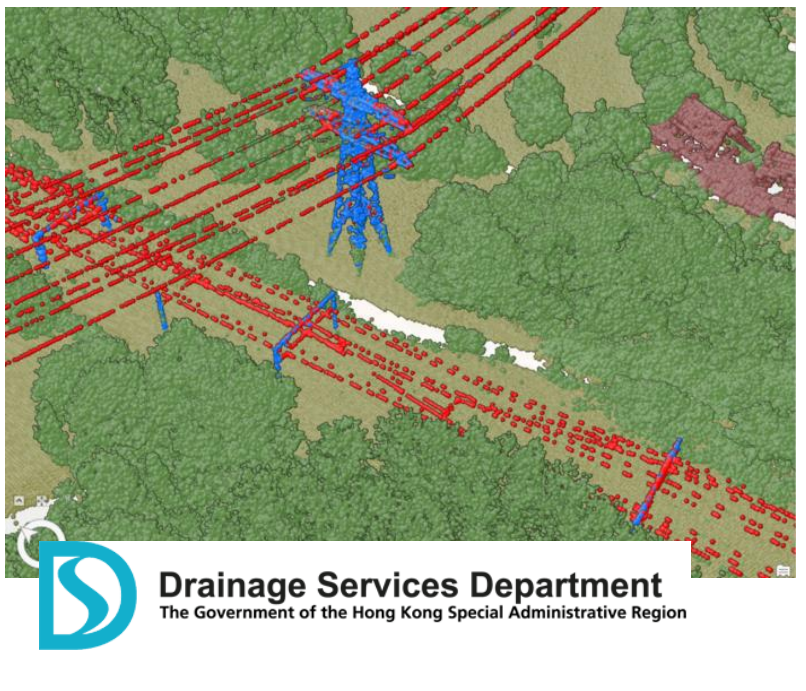 Drainage Services Department
The Government of the Hong Kong Special Administrative Region